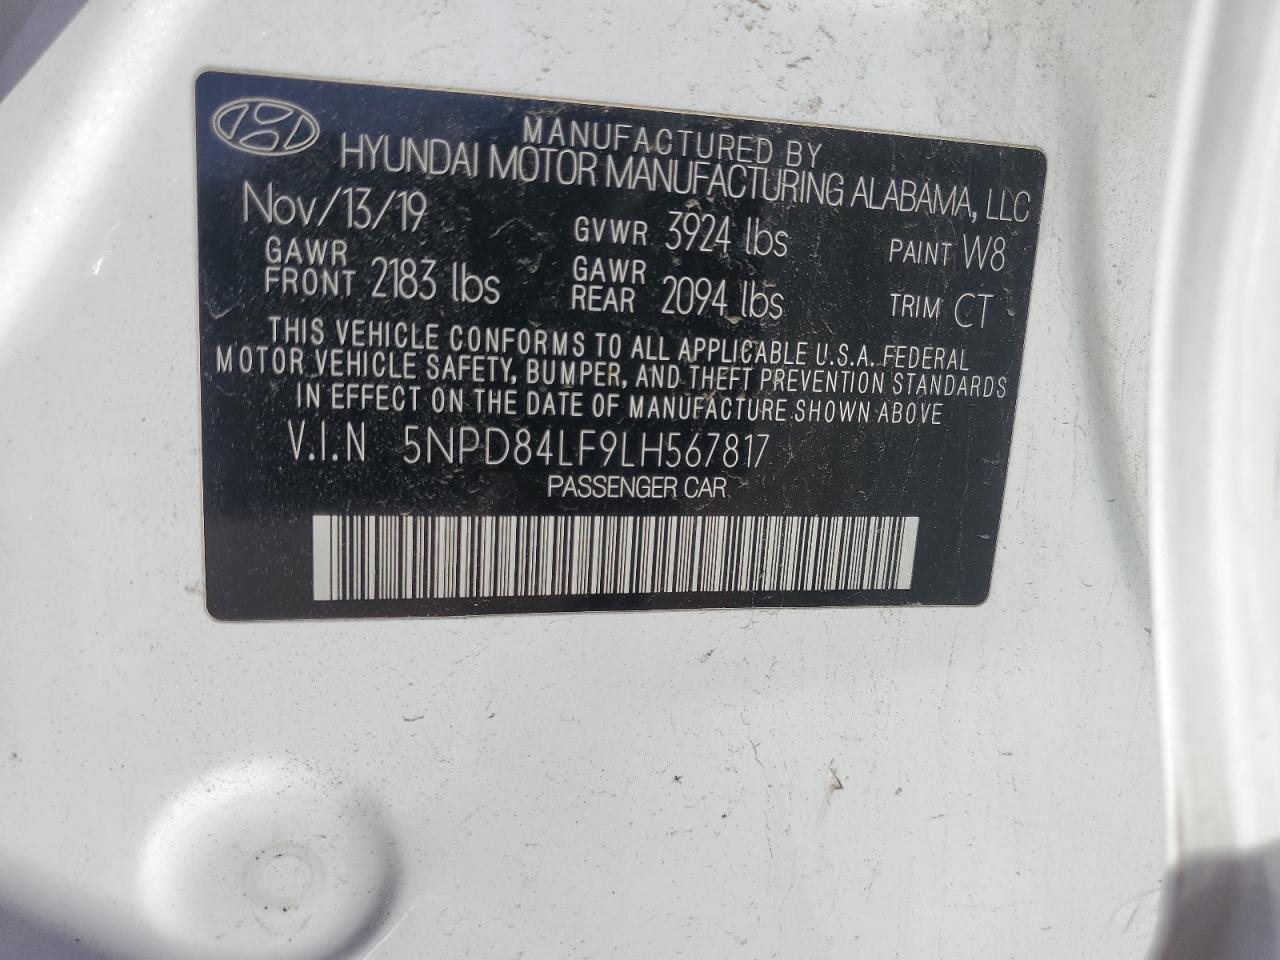 MANUFACTURED BY
HYUNDAI MOTOR MANUFACTURING ALABAMA, LLC
Nov/13/19 GVWR 3924 lbs PAINT W8
GAWR FRONT 2183 lbs GAWR REAR 2094 lbs TRIM CT
THIS VEHICLE CONFORMS TO ALL APPLICABLE U.S.A. FEDERAL
MOTOR VEHICLE SAFETY, BUMPER, AND THEFT PREVENTION STANDARDS
IN EFFECT ON THE DATE OF MANUFACTURE SHOWN ABOVE
V.I.N 5NPD84LF9LH567817
PASSENGER CAR